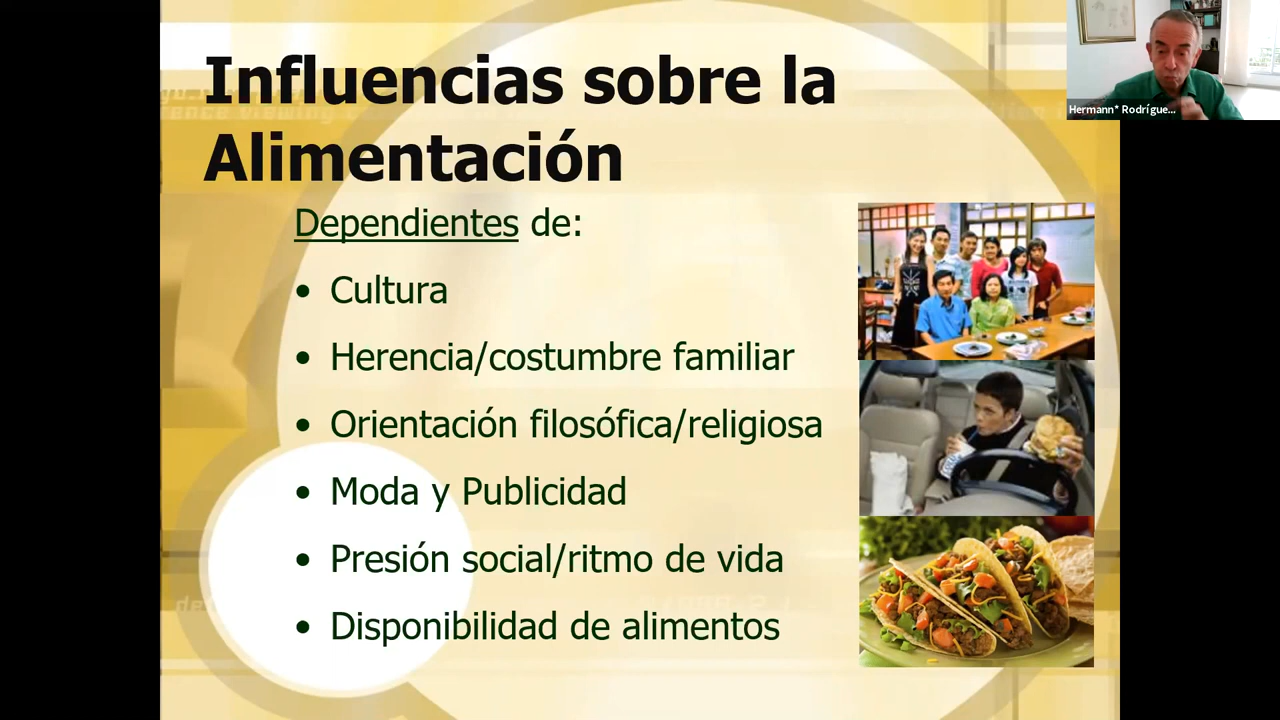 Influencias sobre la
Alimentación
Dependientes de:
• Cultura
• Herencia/costumbre familiar
• Orientación filosófica/religiosa
• Moda y Publicidad
• Presión social/ritmo de vida
• Disponibilidad de alimentos
Hermann* Rodrígue...